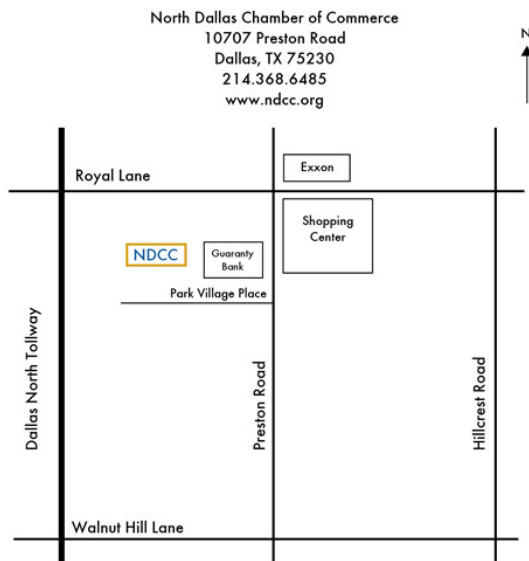 North Dallas Chamber of Commerce
10707 Preston Road
Dallas, TX 75230
214.368.6485
www.ndcc.org
N
Exxon
Royal Lane
Shopping
Center
NDCC
Guaranty
Bank
Park Village Place
Dallas North Tollway
Preston Road
Hillcrest Road
Walnut Hill Lane